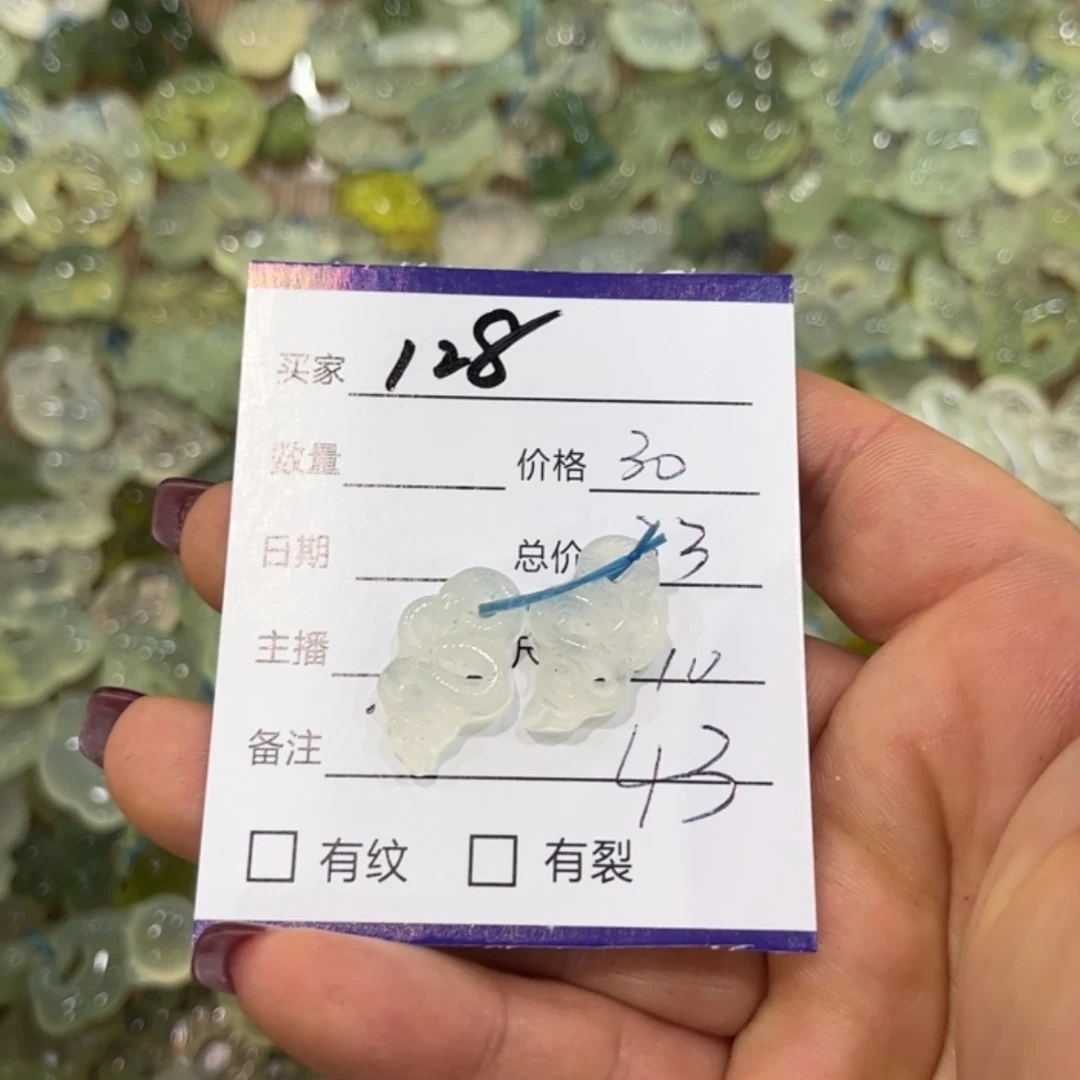 买家 128
数量 价格 30
日期 总价 3
主播 10
备注 43
有纹 有裂